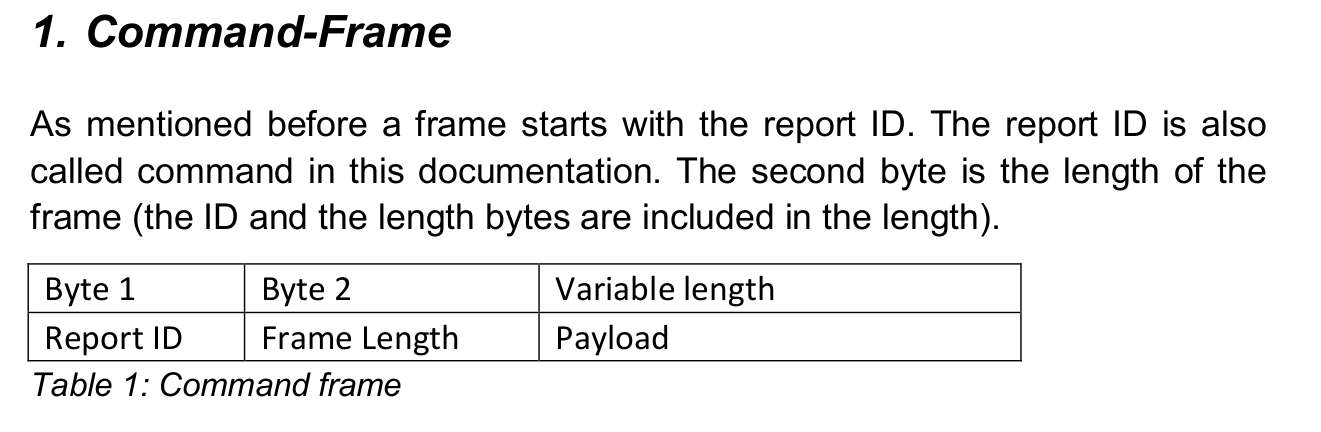 1. Command-Frame
As mentioned before a frame starts with the report ID. The report ID is also
called command in this documentation. The second byte is the length of the
frame (the ID and the length bytes are included in the length).
Byte 1 Byte 2 Variable length
Report ID Frame Length Payload
Table 1: Command frame